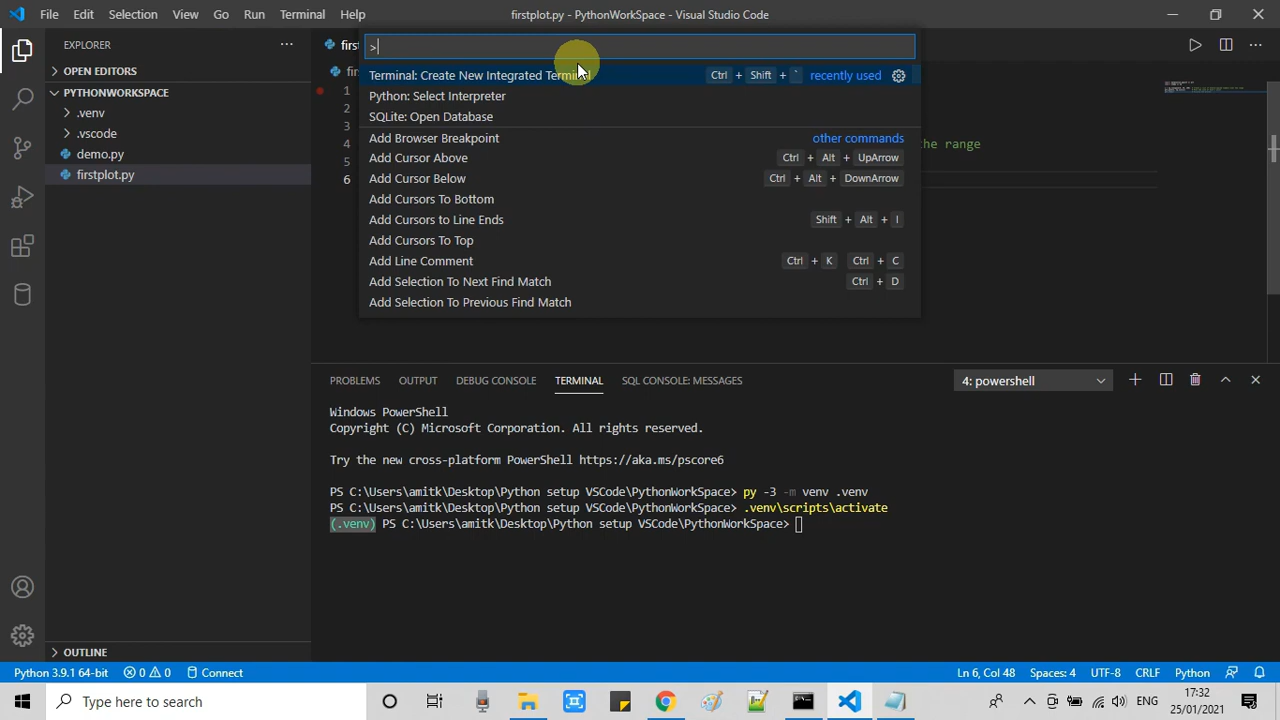 File Edit Selection View Go Run Terminal Help firstplot.py - PythonWorkSpace - Visual Studio Code
EXPLORER
OPEN EDITORS
PYTHONWORKSPACE
.venv
.vscode
demo.py
firstplot.py
OUTLINE
>
Terminal: Create New Integrated Terminal Ctrl + Shift + ` recently used
Python: Select Interpreter
SQLite: Open Database
Add Browser Breakpoint other commands
Add Cursor Above Ctrl + Alt + UpArrow
Add Cursor Below Ctrl + Alt + DownArrow
Add Cursors To Bottom
Add Cursors to Line Ends Shift + Alt + I
Add Cursors To Top
Add Line Comment Ctrl + K Ctrl + C
Add Selection To Next Find Match Ctrl + D
Add Selection To Previous Find Match
1
2
3
4 the range
5
6
PROBLEMS OUTPUT DEBUG CONSOLE TERMINAL SQL CONSOLE: MESSAGES 4: powershell
Windows PowerShell
Copyright (C) Microsoft Corporation. All rights reserved.
Try the new cross-platform PowerShell https://aka.ms/pscore6
PS C:\Users\amitk\Desktop\Python setup VSCode\PythonWorkSpace> py -3 -m venv .venv
PS C:\Users\amitk\Desktop\Python setup VSCode\PythonWorkSpace> .venv\scripts\activate
(.venv) PS C:\Users\amitk\Desktop\Python setup VSCode\PythonWorkSpace>
Python 3.9.1 64-bit 0 0 Connect Ln 6, Col 48 Spaces: 4 UTF-8 CRLF Python
Type here to search ENG 17:32
25/01/2021